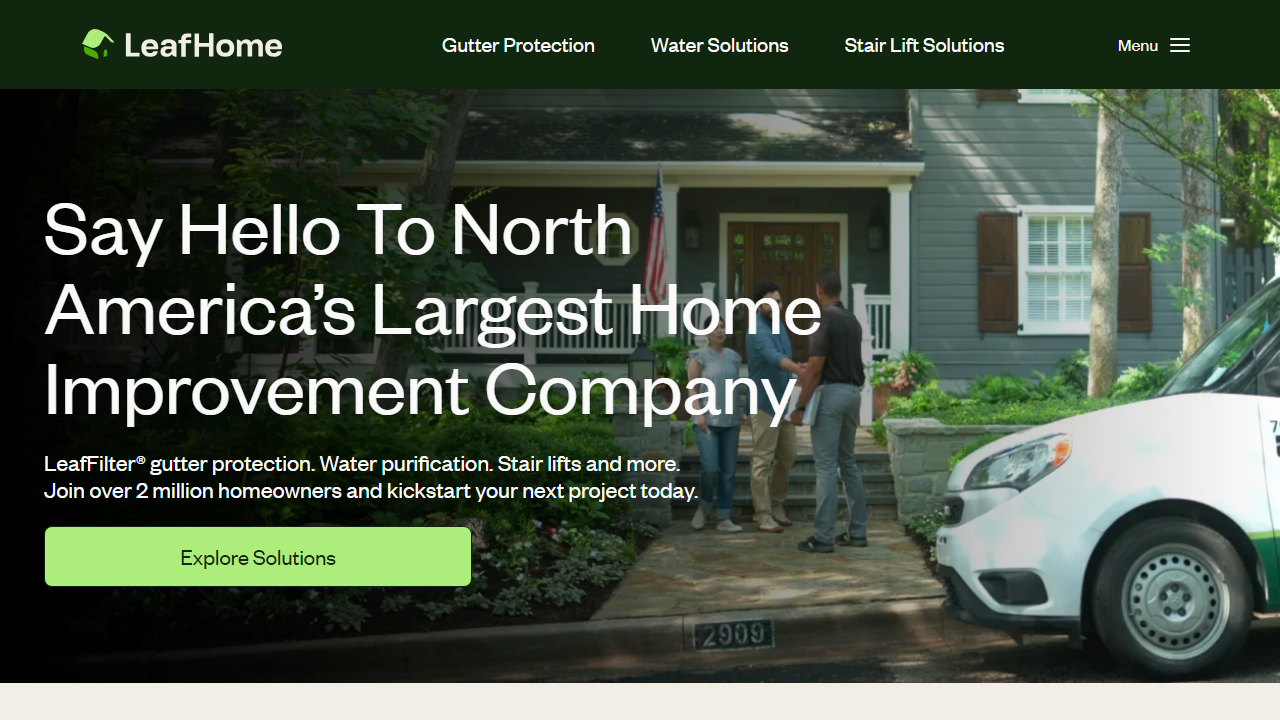 LeafHome
Gutter Protection
Water Solutions
Stair Lift Solutions
Menu
Say Hello To North
America’s Largest Home
Improvement Company
LeafFilter® gutter protection. Water purification. Stair lifts and more.
Join over 2 million homeowners and kickstart your next project today.
Explore Solutions
2909